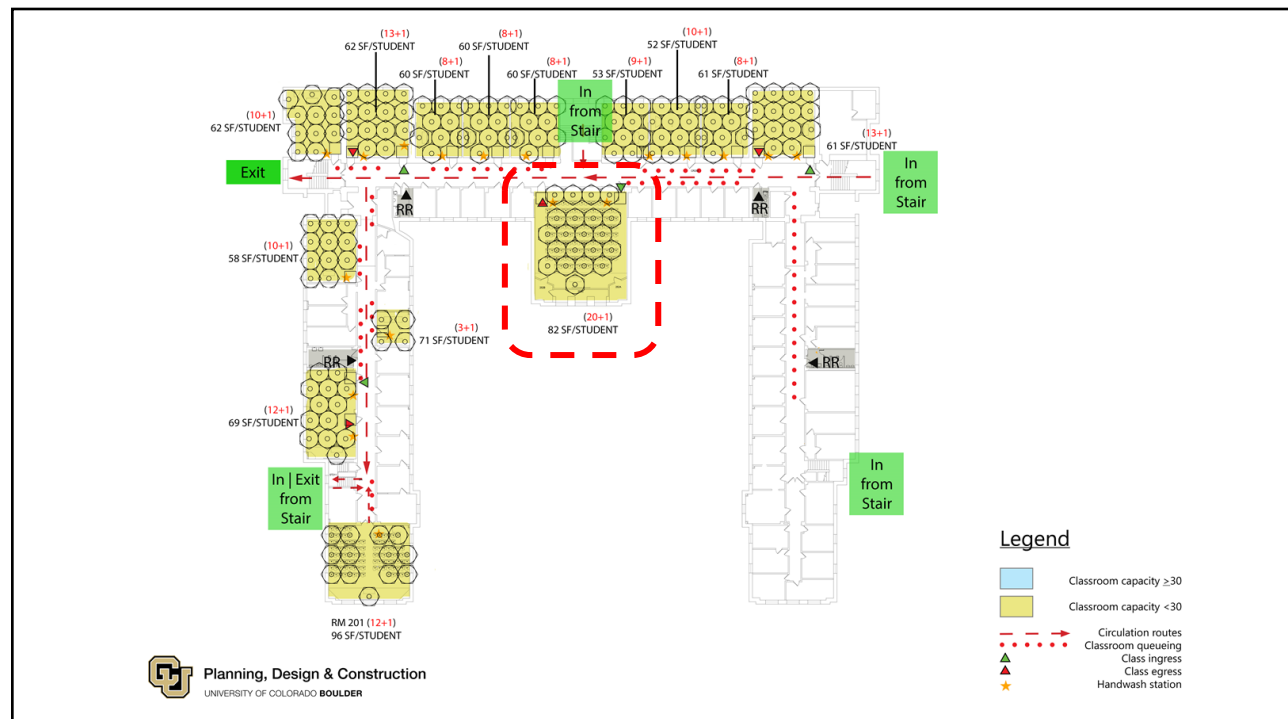 (13+1)
62 SF/STUDENT
(8+1)
60 SF/STUDENT
(8+1)
60 SF/STUDENT
(8+1)
60 SF/STUDENT
(9+1)
53 SF/STUDENT
(10+1)
52 SF/STUDENT
(8+1)
61 SF/STUDENT
In
from
Stair
(10+1)
62 SF/STUDENT
(13+1)
61 SF/STUDENT
Exit
In
from
Stair
RR
RR
(10+1)
58 SF/STUDENT
(20+1)
82 SF/STUDENT
(3+1)
71 SF/STUDENT
RR
RR
(12+1)
69 SF/STUDENT
In | Exit
from
Stair
In
from
Stair
RM 201 (12+1)
96 SF/STUDENT
Legend
Classroom capacity ≥30
Classroom capacity <30
Circulation routes
Classroom queueing
Class ingress
Class egress
Handwash station
CU
Planning, Design & Construction
UNIVERSITY OF COLORADO BOULDER